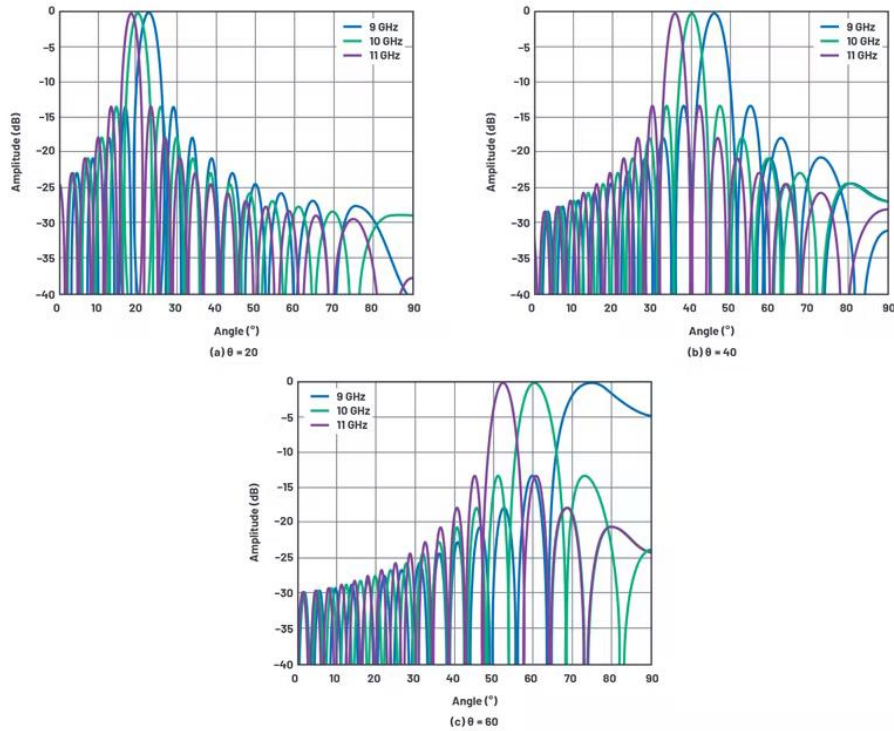 0
−5
−10
−15
−20
−25
−30
−35
−40
Amplitude (dB)
9 GHz
10 GHz
11 GHz
0 10 20 30 40 50 60 70 80 90
Angle (°)
(a) θ = 20
0
−5
−10
−15
−20
−25
−30
−35
−40
Amplitude (dB)
9 GHz
10 GHz
11 GHz
0 10 20 30 40 50 60 70 80 90
Angle (°)
(b) θ = 40
0
−5
−10
−15
−20
−25
−30
−35
−40
Amplitude (dB)
9 GHz
10 GHz
11 GHz
0 10 20 30 40 50 60 70 80 90
Angle (°)
(c) θ = 60